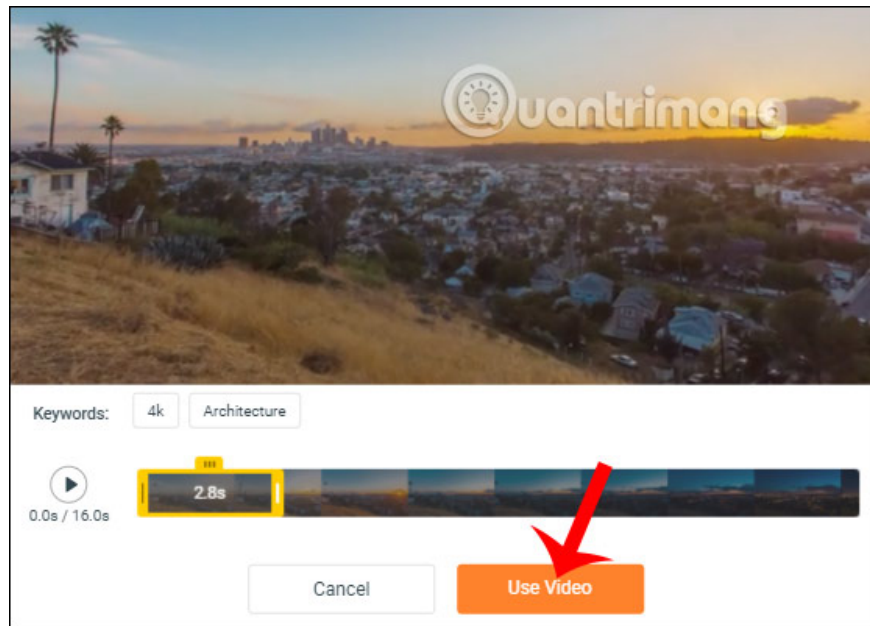 Quantrimang
Keywords:
4k
Architecture
2.8s
0.0s / 16.0s
Cancel
Use Video